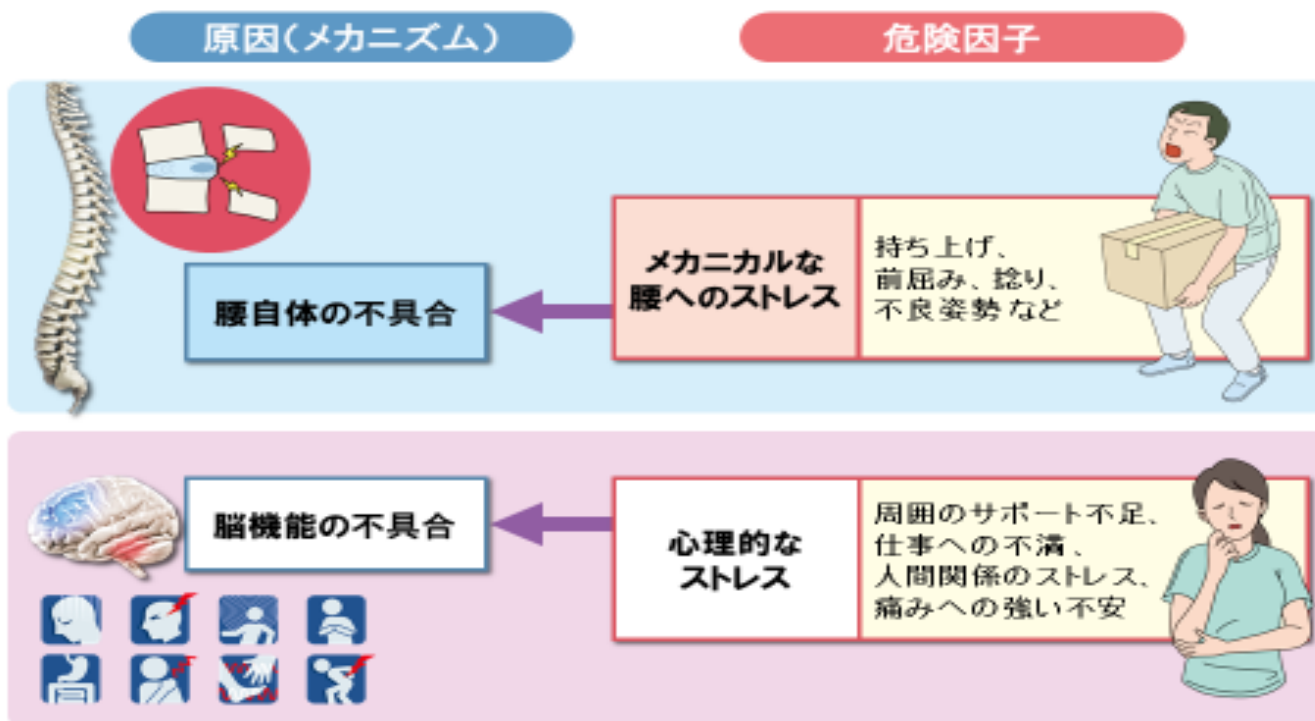 原因(メカニズム)
危険因子
腰自体の不具合
メカニカルな
腰へのストレス
持ち上げ、
前屈み、捻り、
不良姿勢など
脳機能の不具合
心理的な
ストレス
周囲のサポート不足、
仕事への不満、
人間関係のストレス、
痛みへの強い不安